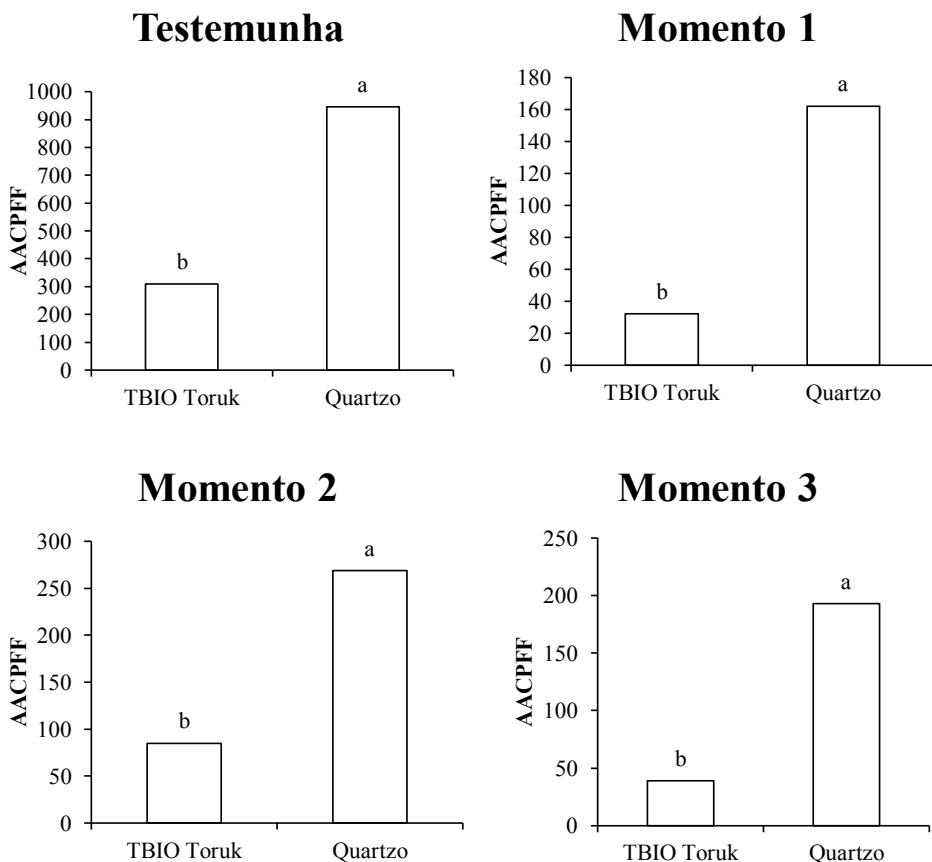 Testemunha
AACPFF
1000
900
800
700
600
500
400
300
200
100
0
b
a
TBIO Toruk
Quartzo
Momento 1
AACPFF
180
160
140
120
100
80
60
40
20
0
b
a
TBIO Toruk
Quartzo
Momento 2
AACPFF
300
250
200
150
100
50
0
b
a
TBIO Toruk
Quartzo
Momento 3
AACPFF
250
200
150
100
50
0
b
a
TBIO Toruk
Quartzo